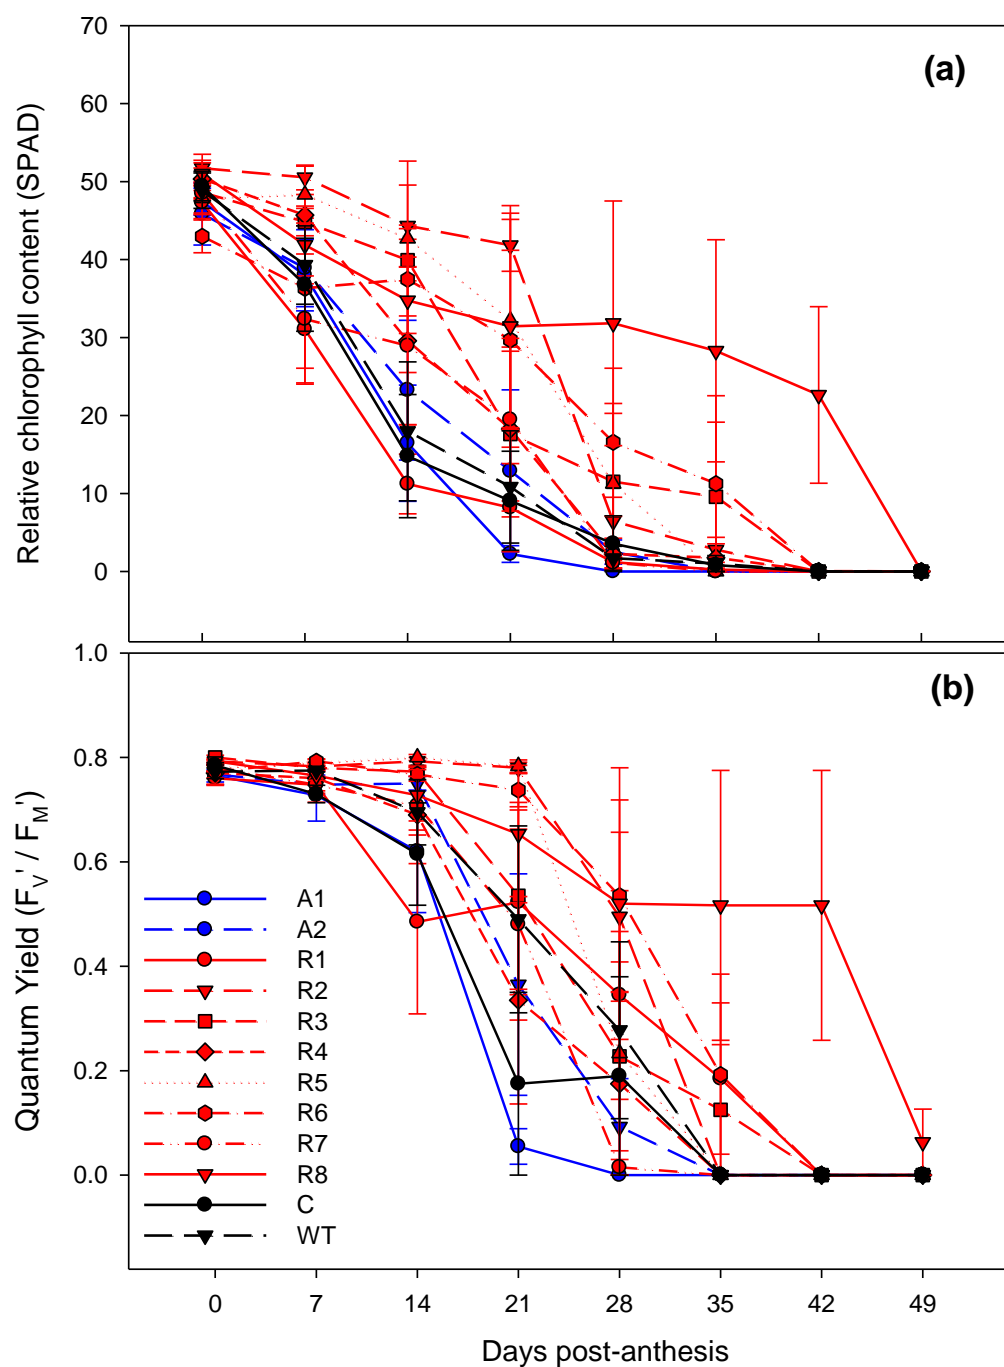 (a)
Relative chlorophyll content (SPAD)
70
60
50
40
30
20
10
0
(b)
Quantum Yield (FV' / FM')
1.0
0.8
0.6
0.4
0.2
0.0
A1
A2
R1
R2
R3
R4
R5
R6
R7
R8
C
WT
0 7 14 21 28 35 42 49
Days post-anthesis